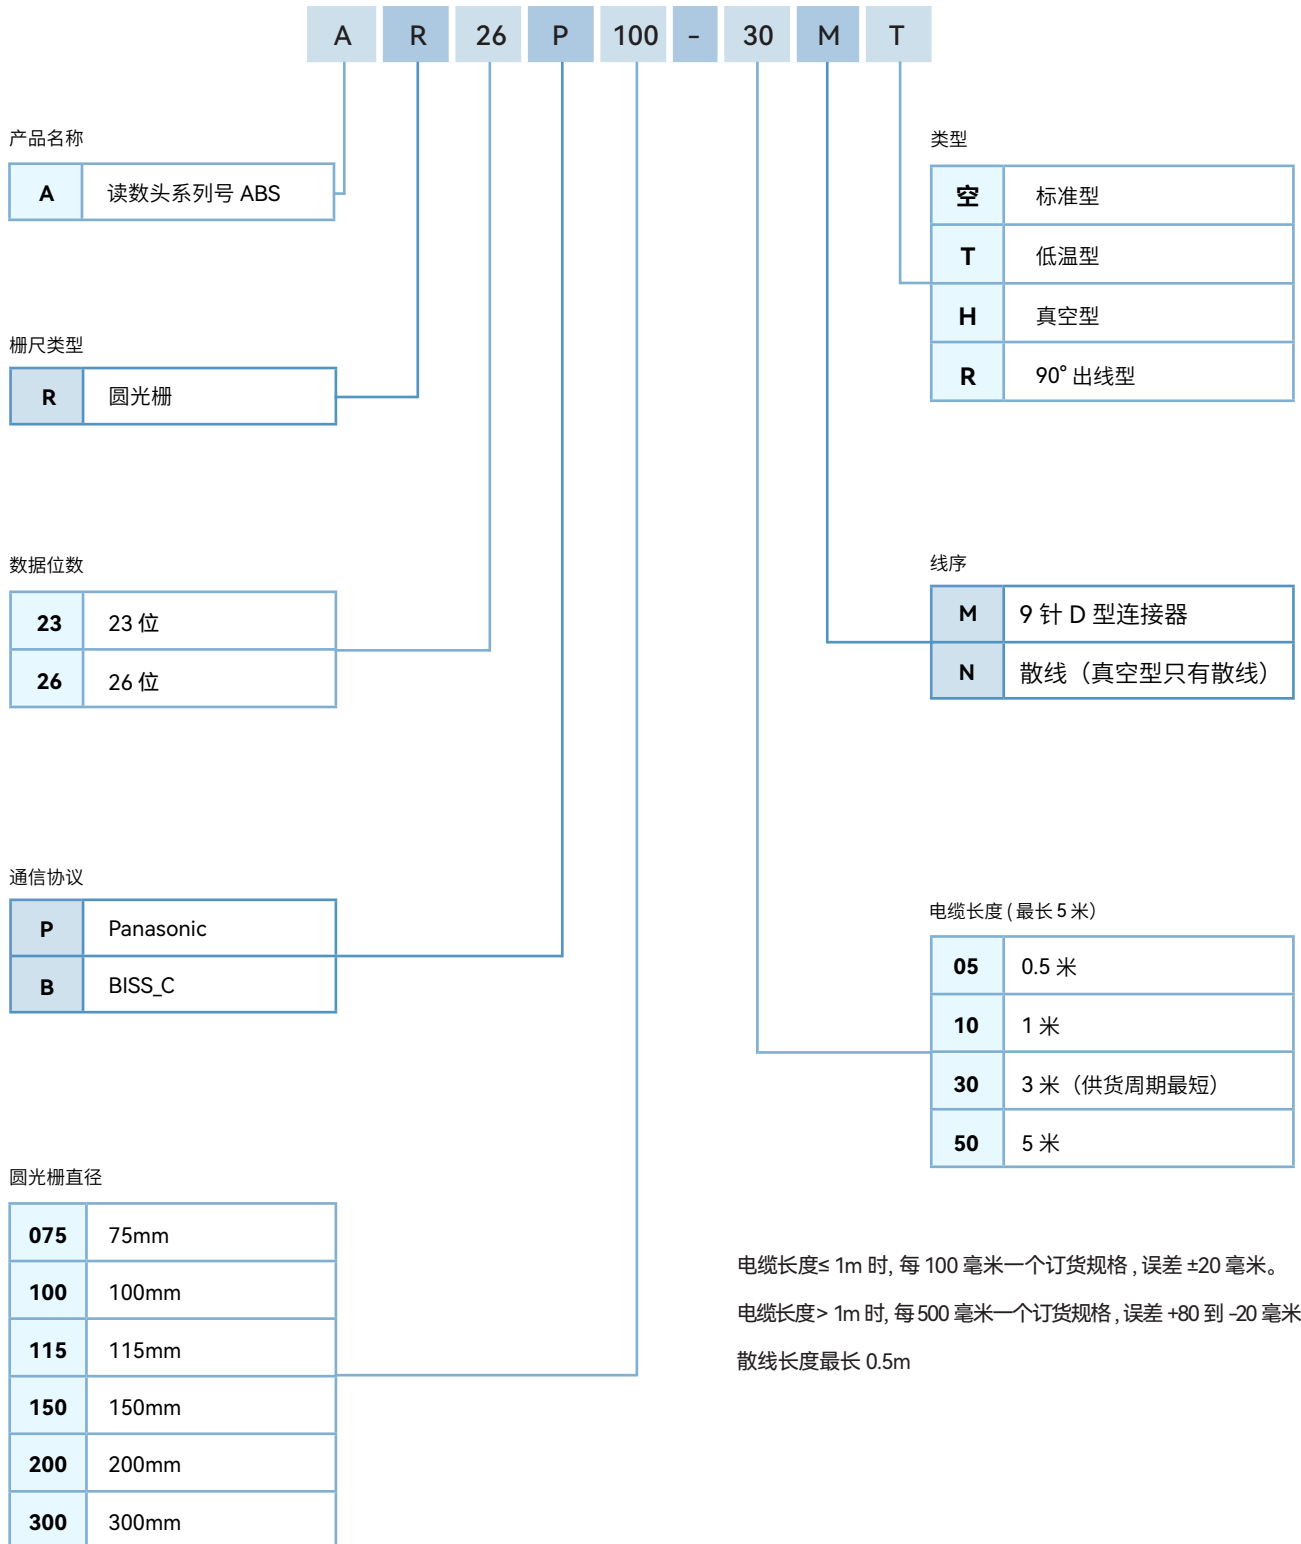 A R 26 P 100 - 30 M T
产品名称
A 读数头系列号 ABS
栅尺类型
R 圆光栅
数据位数
23 23 位
26 26 位
通信协议
P Panasonic
B BISS_C
圆光栅直径
075 75mm
100 100mm
115 115mm
150 150mm
200 200mm
300 300mm
类型
空 标准型
T 低温型
H 真空型
R 90° 出线型
线序
M 9 针 D 型连接器
N 散线（真空型只有散线）
电缆长度 ( 最长 5 米）
05 0.5 米
10 1 米
30 3 米（供货周期最短）
50 5 米
电缆长度≤ 1m 时, 每 100 毫米一个订货规格 , 误差 ±20 毫米。
电缆长度> 1m 时, 每 500 毫米一个订货规格 , 误差 +80 到 -20 毫米
散线长度最长 0.5m